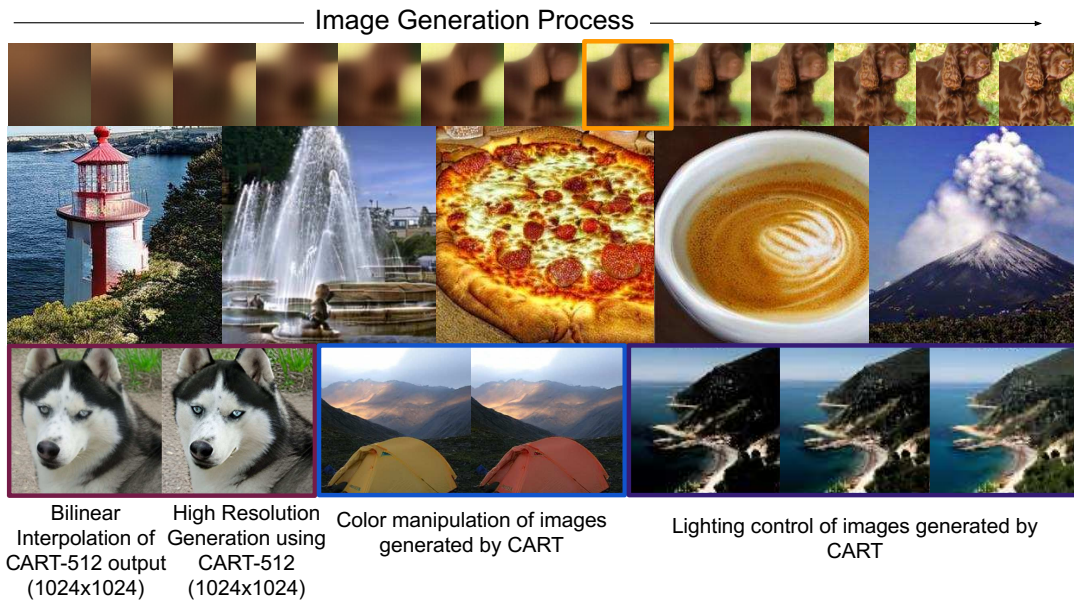 Image Generation Process
Bilinear
Interpolation of
CART-512 output
(1024x1024)
High Resolution
Generation using
CART-512
(1024x1024)
Color manipulation of images
generated by CART
Lighting control of images generated by
CART